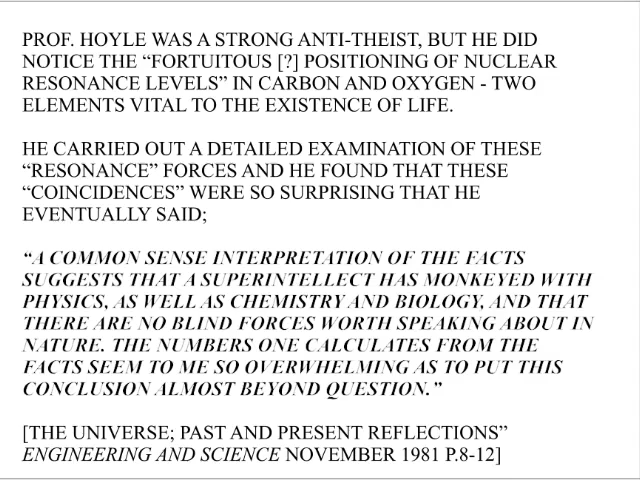 PROF. HOYLE WAS A STRONG ANTI-THEIST, BUT HE DID
NOTICE THE “FORTUITOUS [?] POSITIONING OF NUCLEAR
RESONANCE LEVELS” IN CARBON AND OXYGEN - TWO
ELEMENTS VITAL TO THE EXISTENCE OF LIFE.
HE CARRIED OUT A DETAILED EXAMINATION OF THESE
“RESONANCE” FORCES AND HE FOUND THAT THESE
“COINCIDENCES” WERE SO SURPRISING THAT HE
EVENTUALLY SAID;
“A COMMON SENSE INTERPRETATION OF THE FACTS
SUGGESTS THAT A SUPERINTELLECT HAS MONKEYED WITH
PHYSICS, AS WELL AS CHEMISTRY AND BIOLOGY, AND THAT
THERE ARE NO BLIND FORCES WORTH SPEAKING ABOUT IN
NATURE. THE NUMBERS ONE CALCULATES FROM THE
FACTS SEEM TO ME SO OVERWHELMING AS TO PUT THIS
CONCLUSION ALMOST BEYOND QUESTION.”
[THE UNIVERSE; PAST AND PRESENT REFLECTIONS”
ENGINEERING AND SCIENCE NOVEMBER 1981 P.8-12]